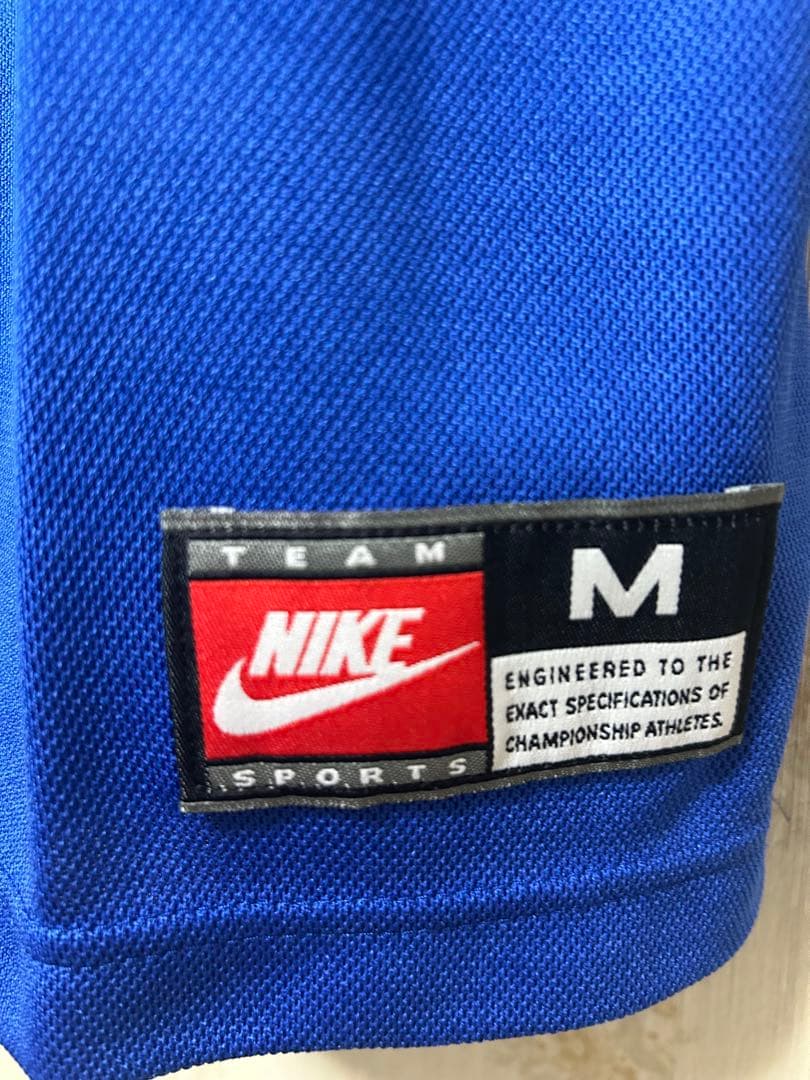 TEAM
NIKE
SPORTS
M
ENGINEERED TO THE
EXACT SPECIFICATIONS OF
CHAMPIONSHIP ATHLETES.